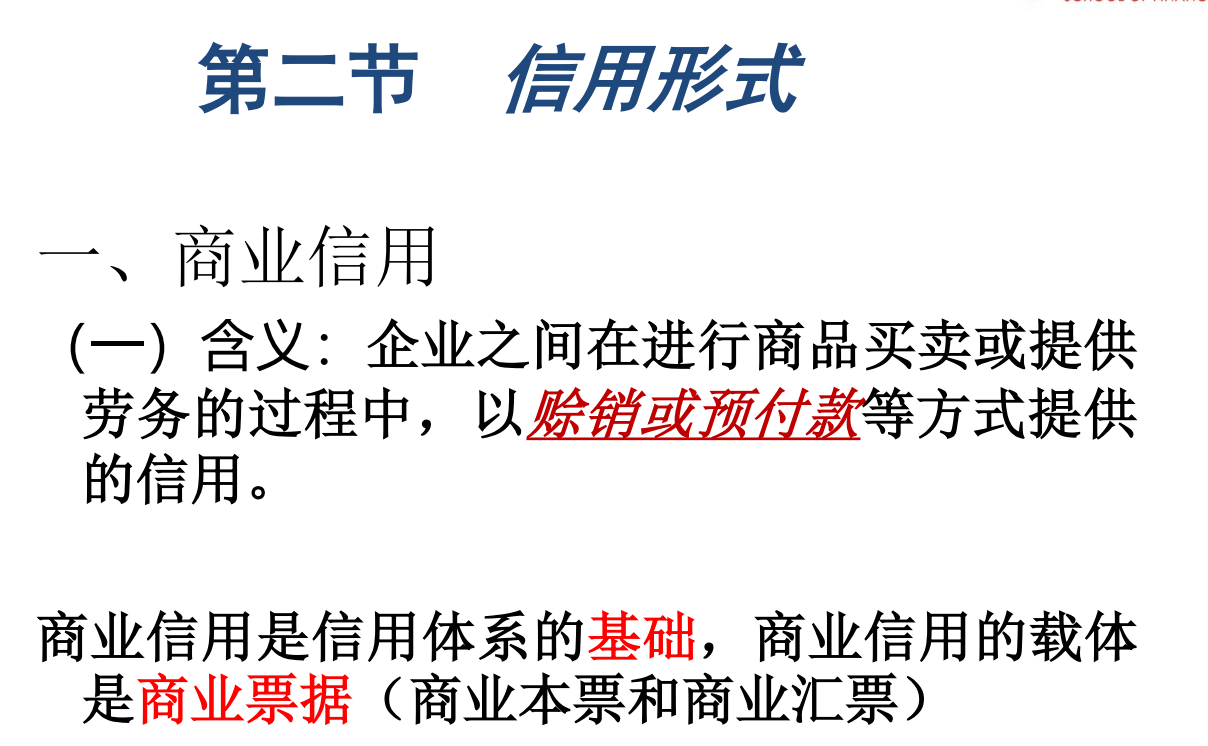 第二节 信用形式
一、商业信用
(一）含义：企业之间在进行商品买卖或提供
劳务的过程中，以赊销或预付款等方式提供
的信用。
商业信用是信用体系的基础，商业信用的载体
是商业票据（商业本票和商业汇票）